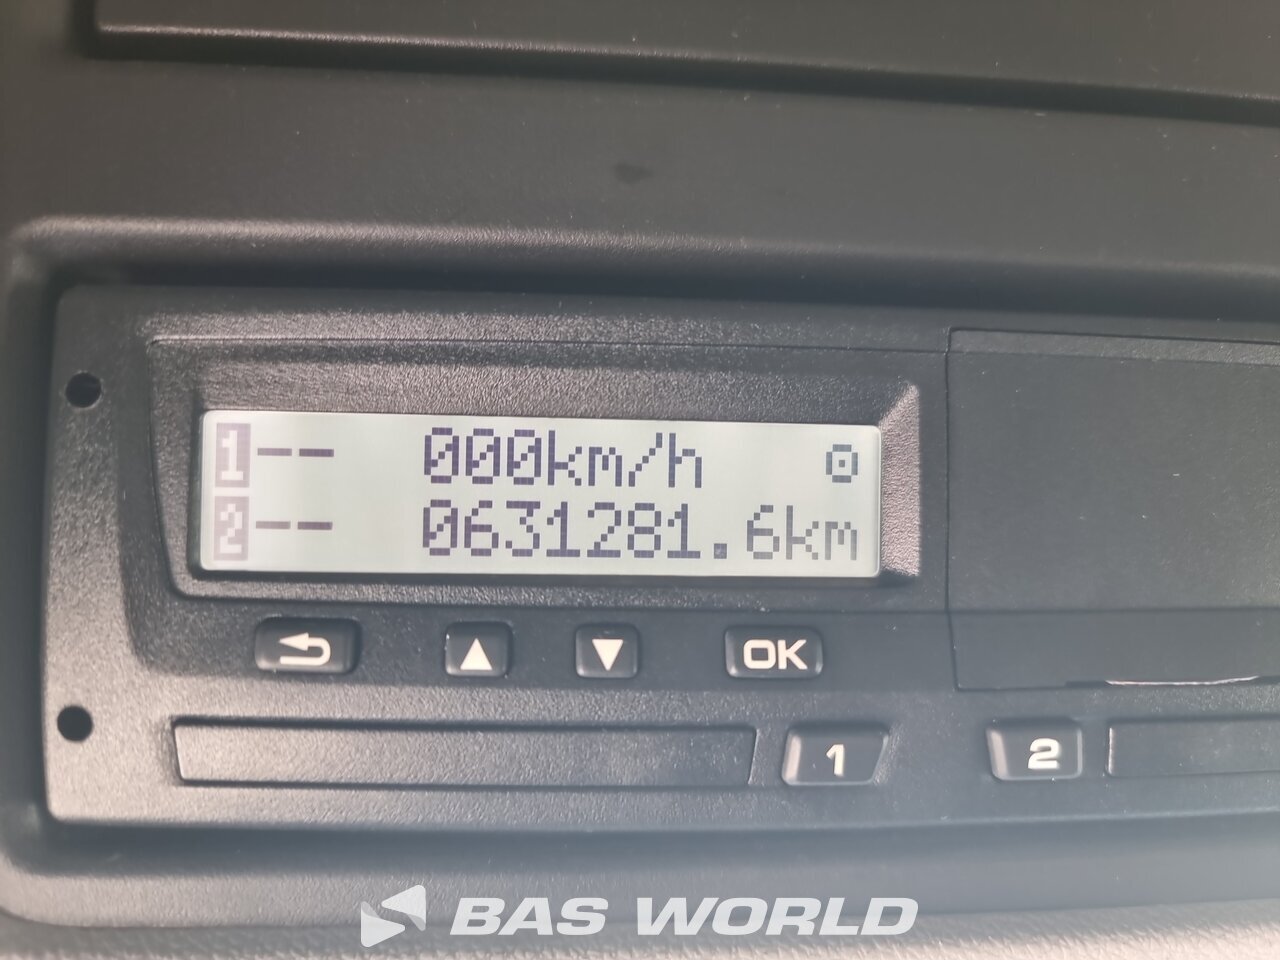 1 -- 000km/h
2 -- 0631281.6km
OK
1 2
BAS WORLD